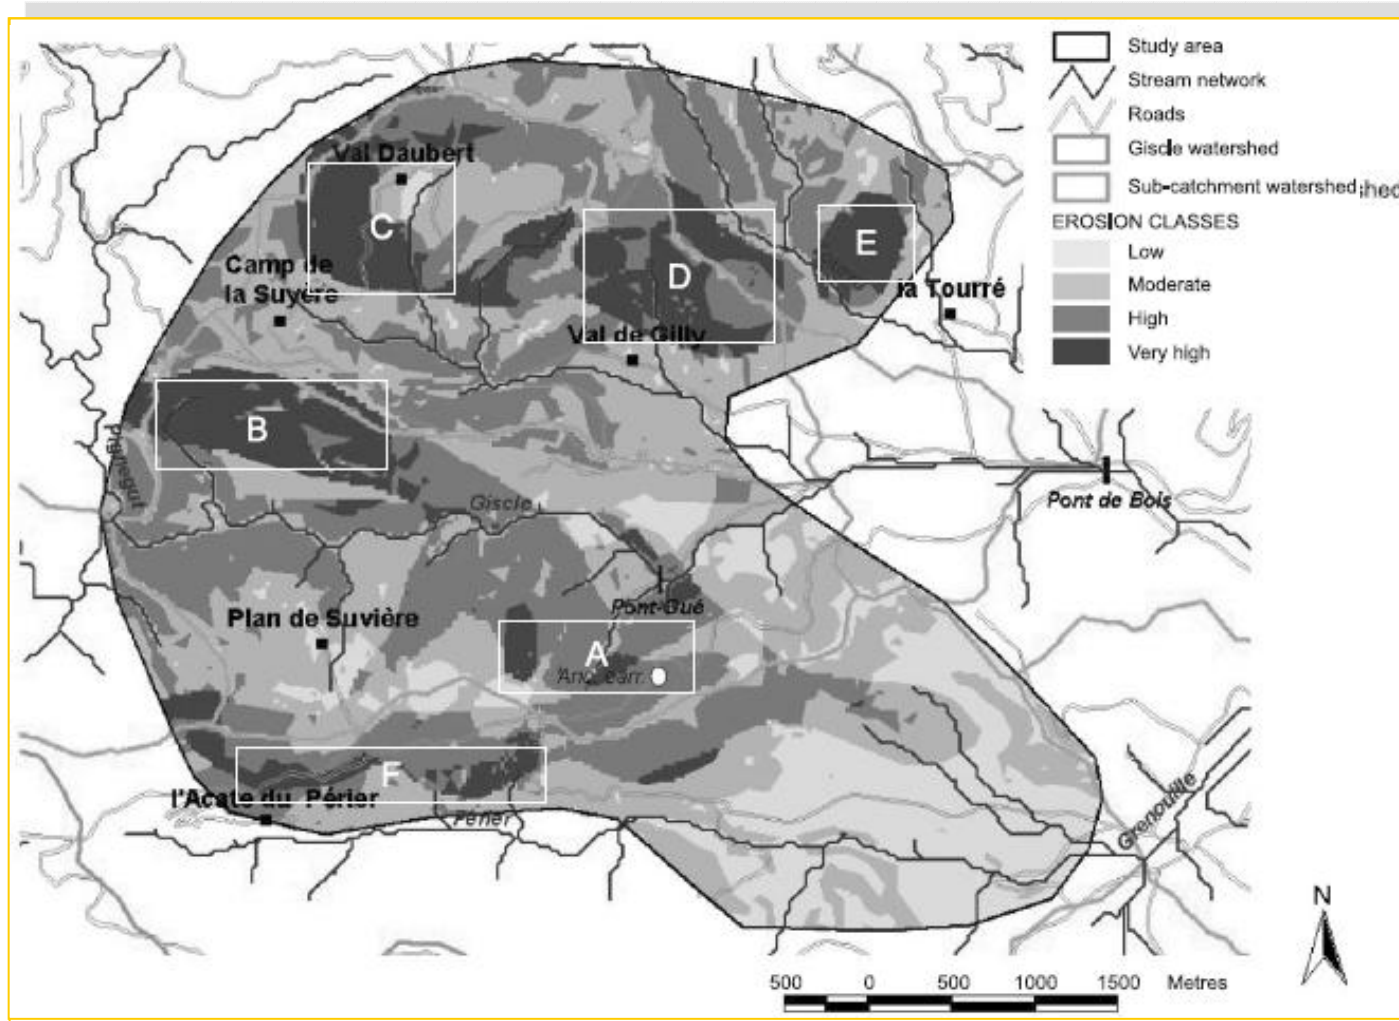 Study area
Stream network
Roads
Giscle watershed
Sub-catchment watershed
EROSION CLASSES
Low
Moderate
High
Very high
Val Daubert
C
E
D
Camp de
la Suyère
la Tourré
Val de Gilly
B
Pignegut
Giscle
Pont de Bois
Pont-Gué
Plan de Suvière
A
F
l'Acate du Périer
Périer
Grenouille
N
500 0 500 1000 1500 Metres